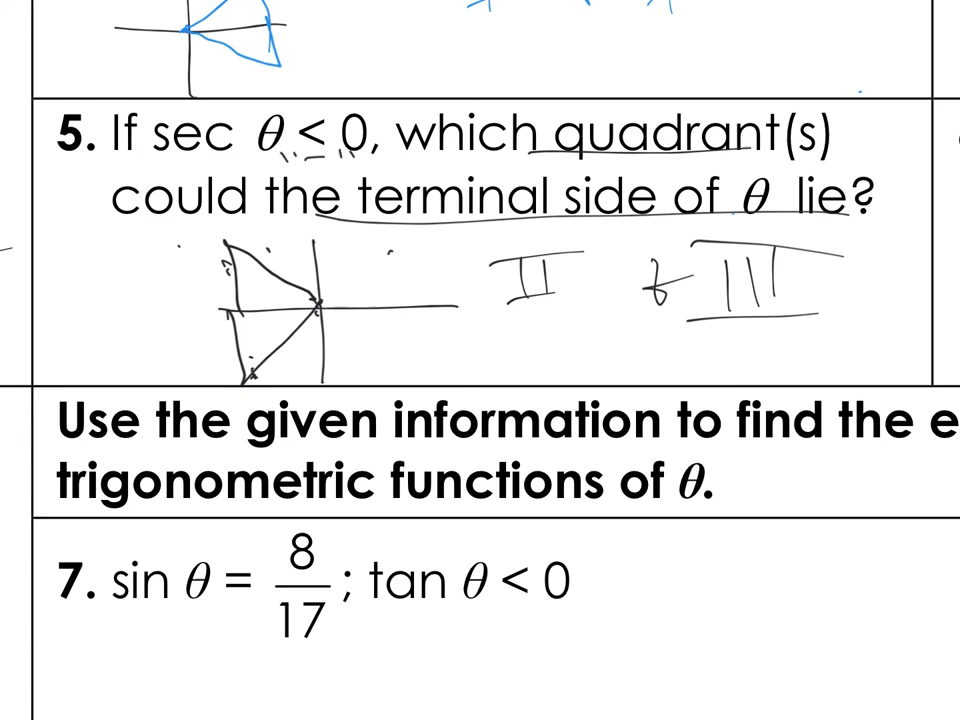 5. If sec θ < 0, which quadrant(s)
could the terminal side of θ lie?
II & III
Use the given information to find the e
trigonometric functions of θ.
7. sin θ = 8/17 ; tan θ < 0